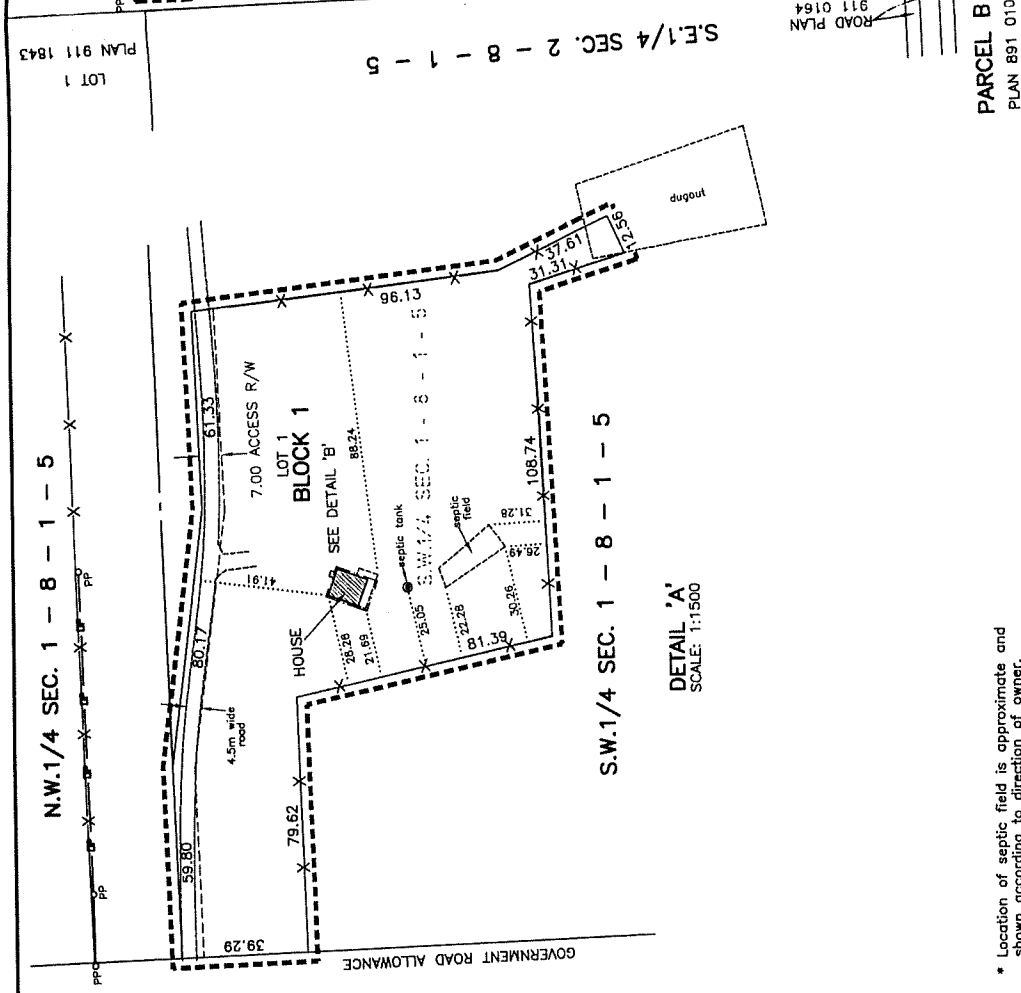 PP
LOT 1
PLAN 911 1843
S.E.1/4 SEC. 2 - 8 - 1 - 5
ROAD PLAN
911 0164
PARCEL B
PLAN 891 010
N.W.1/4 SEC. 1 - 8 - 1 - 5
PP
PP
PP
59.80
80.17
61.33
4.5m wide
road
7.00 ACCESS R/W
LOT 1
BLOCK 1
SEE DETAIL 'B'
HOUSE
41.91
88.24
96.13
37.61
31.31
12.56
dugout
S.W.1/4 SEC. 1 - 8 - 1 - 5
septic tank
septic
field
26.26
21.69
25.05
22.28
30.26
26.49
31.28
81.39
108.74
79.62
39.29
GOVERNMENT ROAD ALLOWANCE
S.W.1/4 SEC. 1 - 8 - 1 - 5
DETAIL 'A'
SCALE: 1:1500
* Location of septic field is approximate and
shown according to direction of owner.